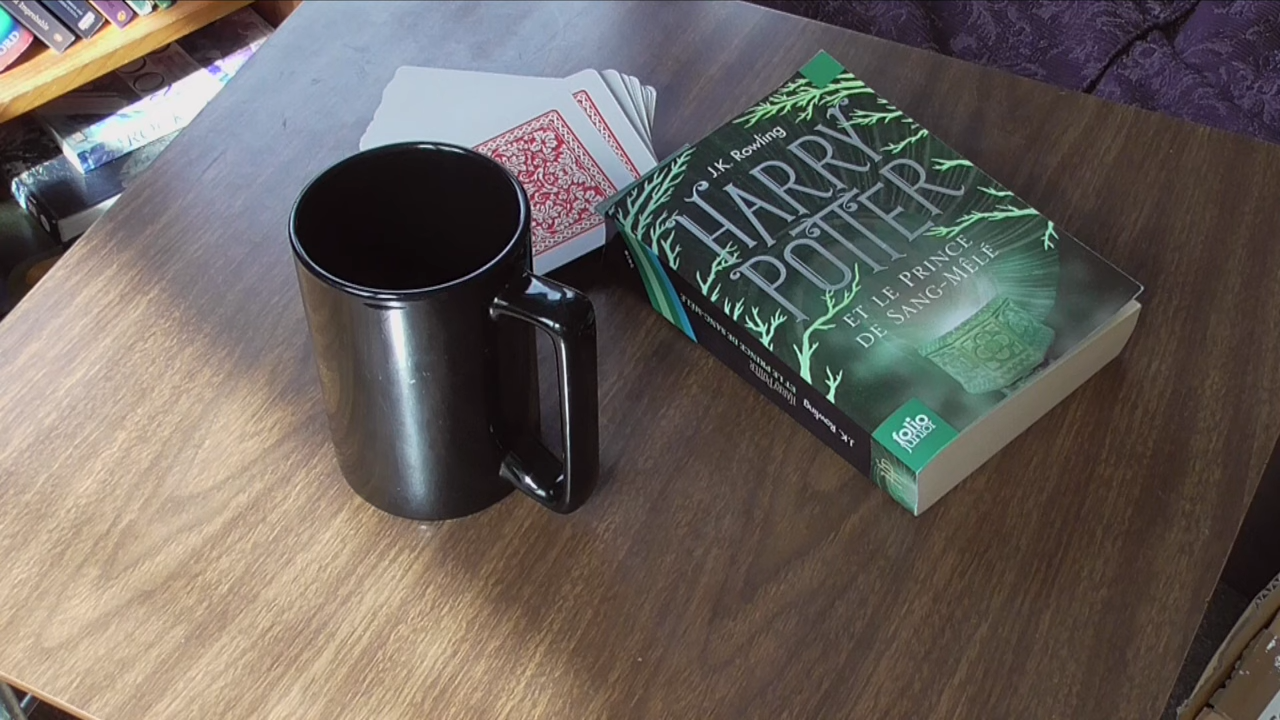 J.K. Rowling
HARRY
POTTER
ET LE PRINCE
DE SANG-MÊLÉ
folio
junior
J.K. Rowling
HARRY POTTER
ET LE PRINCE DE SANG-MÊLÉ